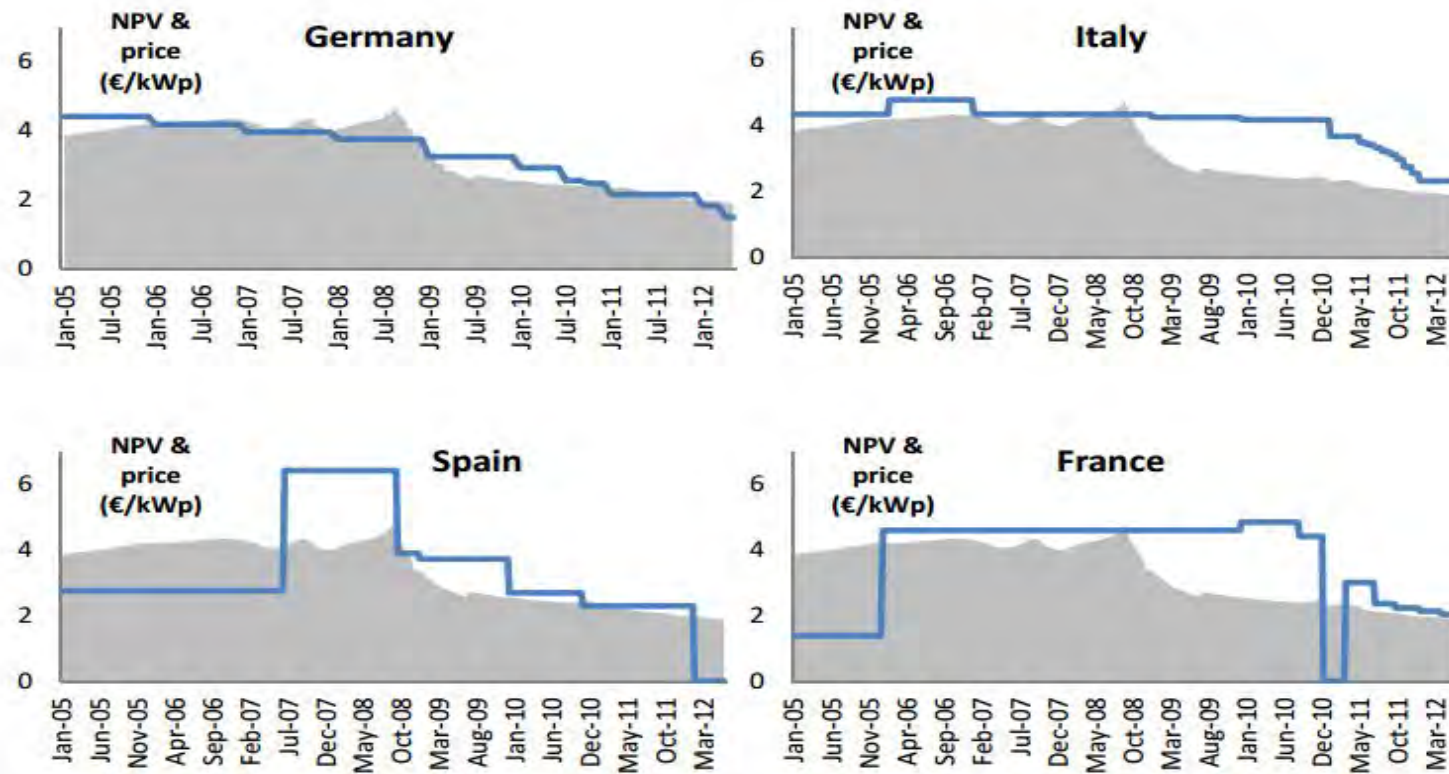 NPV &
price
(€/kWp)
Germany
6
4
2
0
Jan-05
Jul-05
Jan-06
Jul-06
Jan-07
Jul-07
Jan-08
Jul-08
Jan-09
Jul-09
Jan-10
Jul-10
Jan-11
Jul-11
Jan-12
NPV &
price
(€/kWp)
Italy
6
4
2
0
Jan-05
Jun-05
Nov-05
Apr-06
Sep-06
Feb-07
Jul-07
Dec-07
May-08
Oct-08
Mar-09
Aug-09
Jan-10
Jun-10
Dec-10
May-11
Oct-11
Mar-12
NPV &
price
(€/kWp)
Spain
6
4
2
0
Jan-05
Jun-05
Nov-05
Apr-06
Sep-06
Feb-07
Jul-07
Dec-07
May-08
Oct-08
Mar-09
Aug-09
Jan-10
Jun-10
Dec-10
May-11
Oct-11
Mar-12
NPV &
price
(€/kWp)
France
6
4
2
0
Jan-05
Jun-05
Nov-05
Apr-06
Sep-06
Feb-07
Jul-07
Dec-07
May-08
Oct-08
Mar-09
Aug-09
Jan-10
Jun-10
Dec-10
May-11
Oct-11
Mar-12